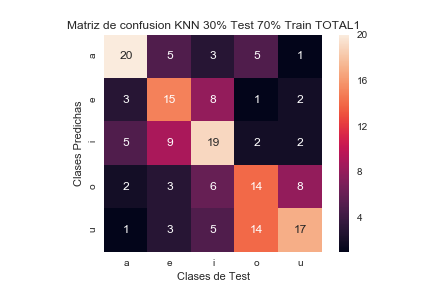 Matriz de confusion KNN 30% Test 70% Train TOTAL1
Clases Predichas
a 20 5 3 5 1
e 3 15 8 1 2
i 5 9 19 2 2
o 2 3 6 14 8
u 1 3 5 14 17
a e i o u
Clases de Test
20
16
12
8
4